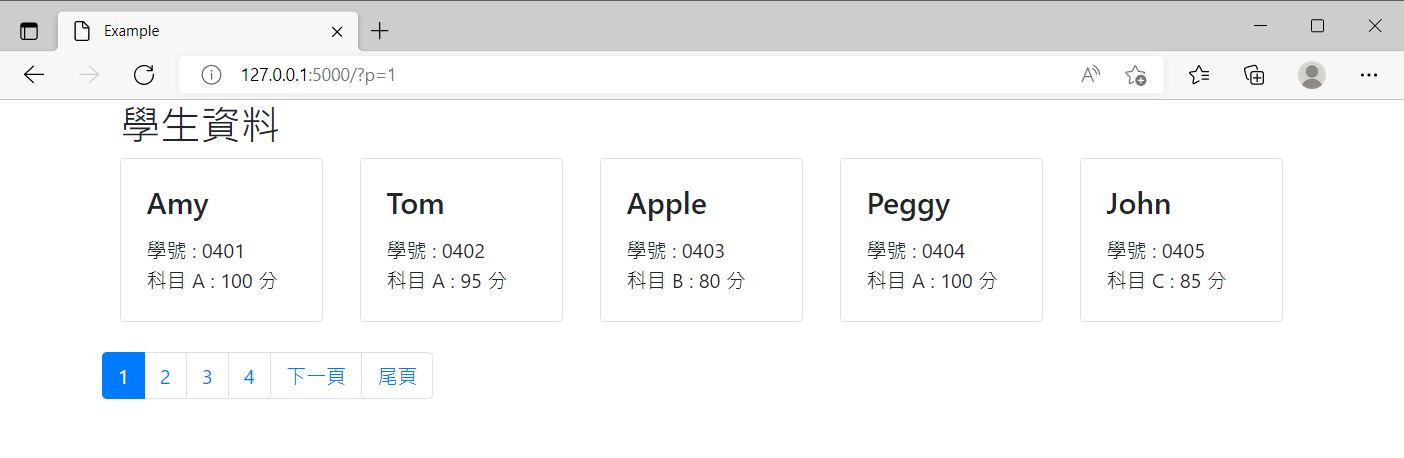 Example
127.0.0.1:5000/?p=1
學生資料
Amy
學號 : 0401
科目 A : 100 分
Tom
學號 : 0402
科目 A : 95 分
Apple
學號 : 0403
科目 B : 80 分
Peggy
學號 : 0404
科目 A : 100 分
John
學號 : 0405
科目 C : 85 分
1 2 3 4 下一頁 尾頁